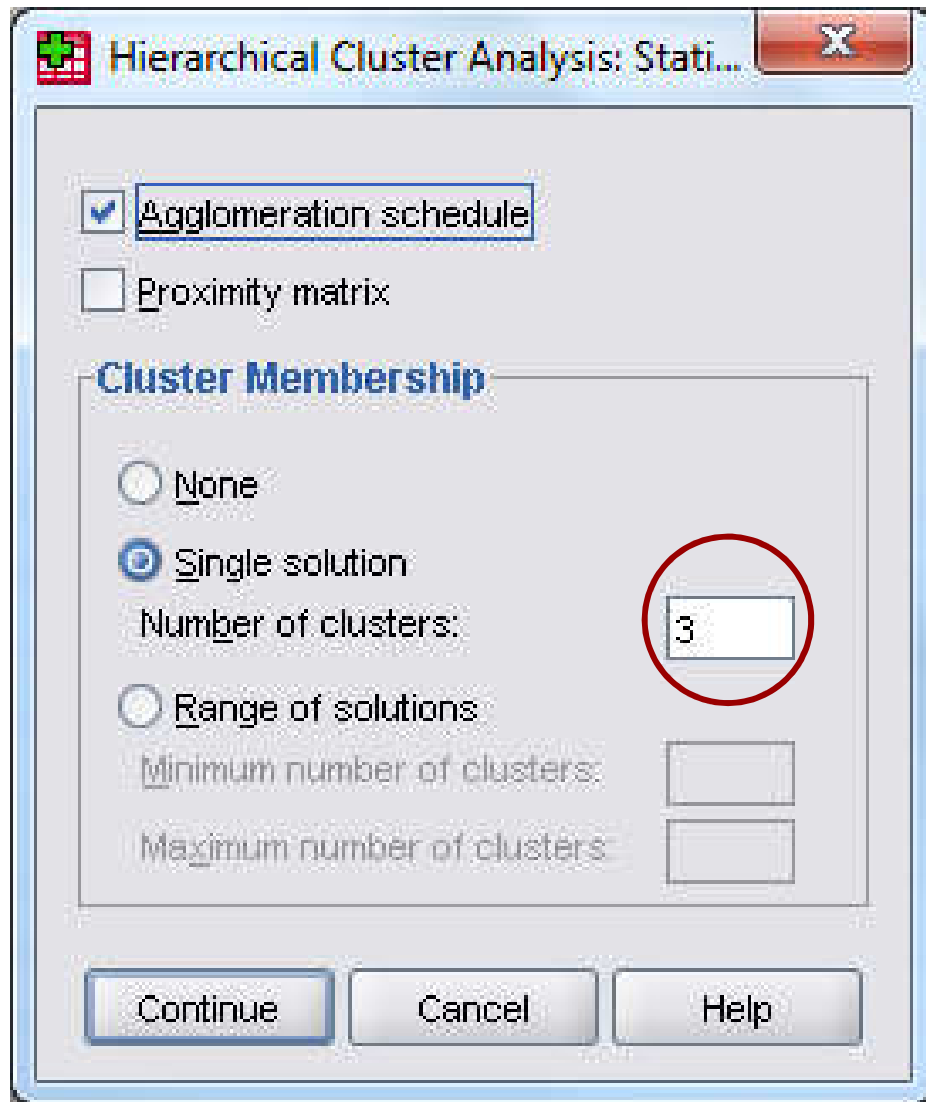 Hierarchical Cluster Analysis: Stati...
Agglomeration schedule
Proximity matrix
Cluster Membership
None
Single solution
Number of clusters: 3
Range of solutions
Minimum number of clusters:
Maximum number of clusters:
Continue Cancel Help